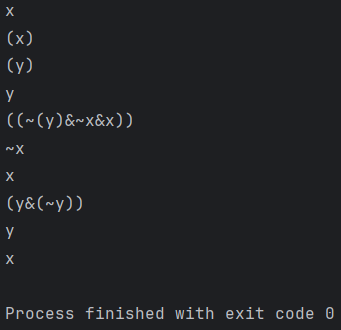 x
(x)
(y)
y
((~(y)&~x&x))
~x
x
(y&(~y))
y
x
Process finished with exit code 0